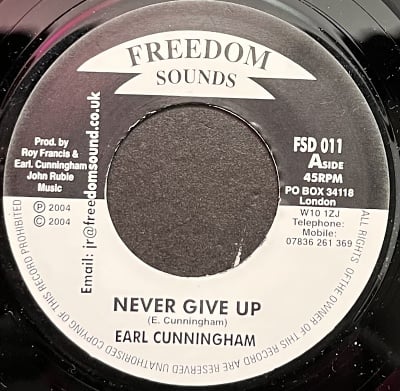 FREEDOM
SOUNDS
Prod. by
Roy Francis &
Earl. Cunningham
John Rubie
Music
Ⓟ 2004
© 2004
Email: jr@freedomsound.co.uk
FSD 011
ASIDE
45RPM
PO BOX 34118
London
W10 1ZJ
Telephone:
Mobile:
07836 261 369
NEVER GIVE UP
(E. Cunningham)
EARL CUNNINGHAM
ALL RIGHTS OF THE OWNER OF THIS RECORD ARE RESERVED UNAUTHORISED COPYING OF THIS RECORD PROHIBITED